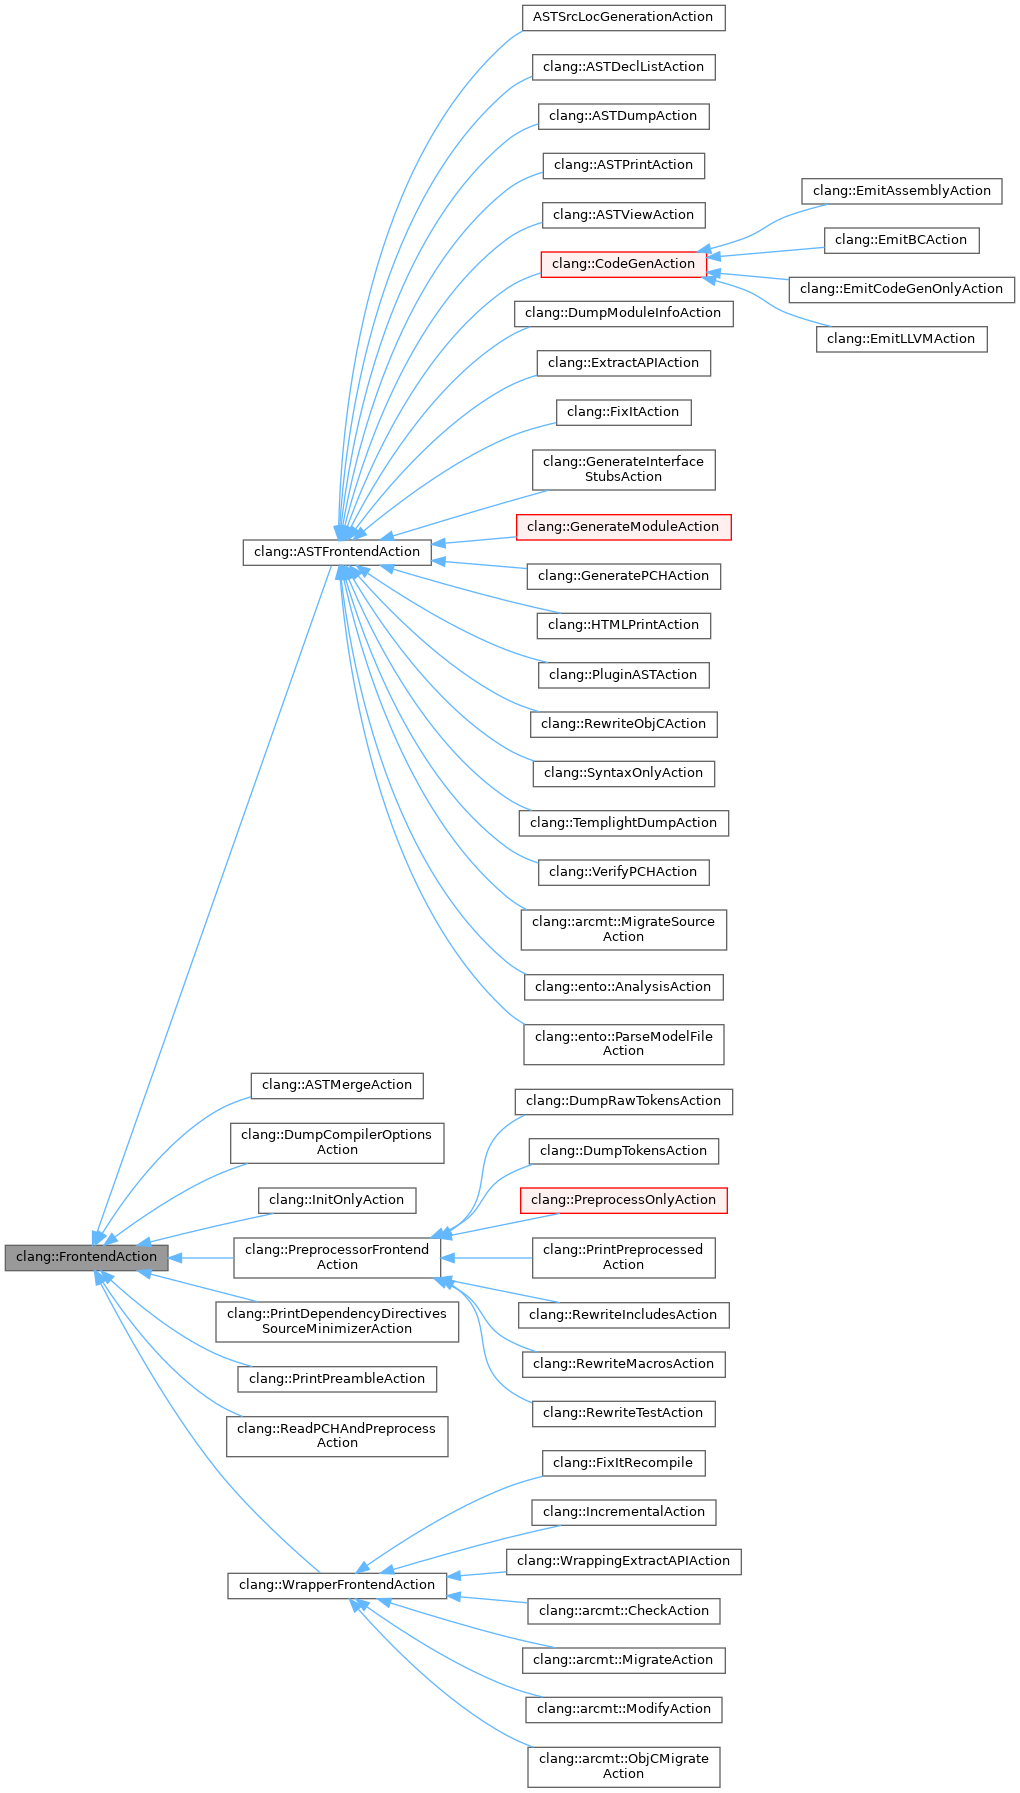 ASTSrcLocGenerationAction
clang::ASTDeclListAction
clang::ASTDumpAction
clang::ASTPrintAction
clang::ASTViewAction
clang::CodeGenAction
clang::EmitAssemblyAction
clang::EmitBCAction
clang::EmitCodeGenOnlyAction
clang::EmitLLVMAction
clang::DumpModuleInfoAction
clang::ExtractAPIAction
clang::FixItAction
clang::GenerateInterface
StubsAction
clang::GenerateModuleAction
clang::ASTFrontendAction
clang::GeneratePCHAction
clang::HTMLPrintAction
clang::PluginASTAction
clang::RewriteObjCAction
clang::SyntaxOnlyAction
clang::TemplightDumpAction
clang::VerifyPCHAction
clang::arcmt::MigrateSource
Action
clang::ento::AnalysisAction
clang::ento::ParseModelFile
Action
clang::ASTMergeAction
clang::DumpCompilerOptions
Action
clang::InitOnlyAction
clang::FrontendAction
clang::PreprocessorFrontend
Action
clang::PrintDependencyDirectives
SourceMinimizerAction
clang::PrintPreambleAction
clang::ReadPCHAndPreprocess
Action
clang::DumpRawTokensAction
clang::DumpTokensAction
clang::PreprocessOnlyAction
clang::PrintPreprocessed
Action
clang::RewriteIncludesAction
clang::RewriteMacrosAction
clang::RewriteTestAction
clang::FixItRecompile
clang::IncrementalAction
clang::WrappingExtractAPIAction
clang::WrapperFrontendAction
clang::arcmt::CheckAction
clang::arcmt::MigrateAction
clang::arcmt::ModifyAction
clang::arcmt::ObjCMigrate
Action